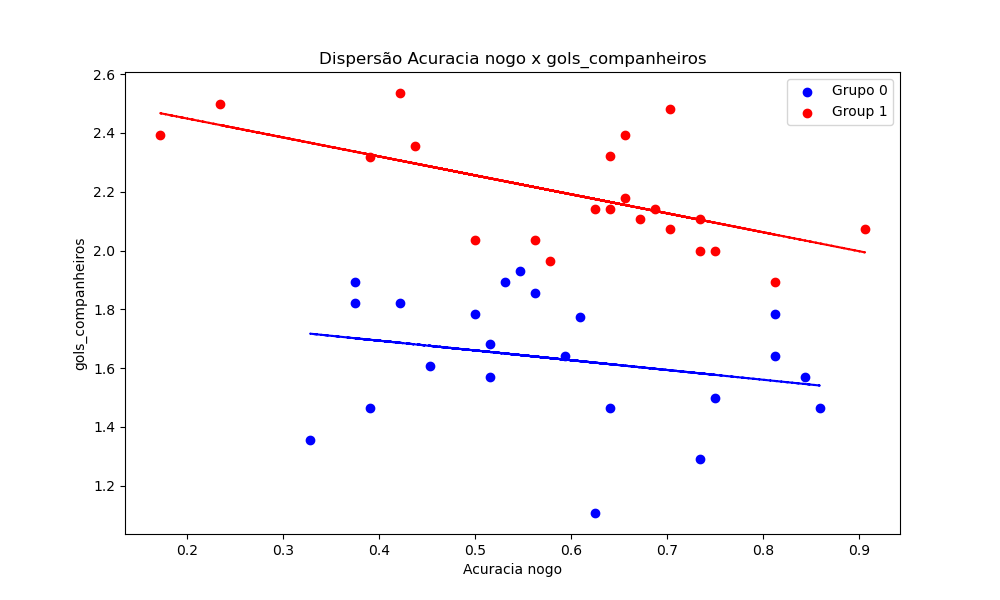 Dispersão Acuracia nogo x gols_companheiros
Grupo 0
Group 1
gols_companheiros
2.6
2.4
2.2
2.0
1.8
1.6
1.4
1.2
0.2 0.3 0.4 0.5 0.6 0.7 0.8 0.9
Acuracia nogo